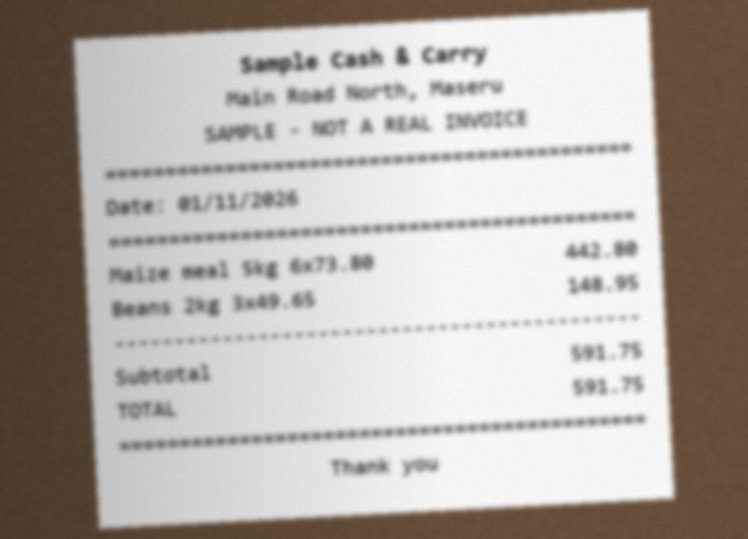 Sample Cash & Carry
Main Road North, Maseru
SAMPLE - NOT A REAL INVOICE
============================================
Date: 01/11/2026
============================================
Maize meal 5kg 6x73.80 442.80
Beans 2kg 3x49.65 148.95
--------------------------------------------
Subtotal 591.75
TOTAL 591.75
============================================
Thank you